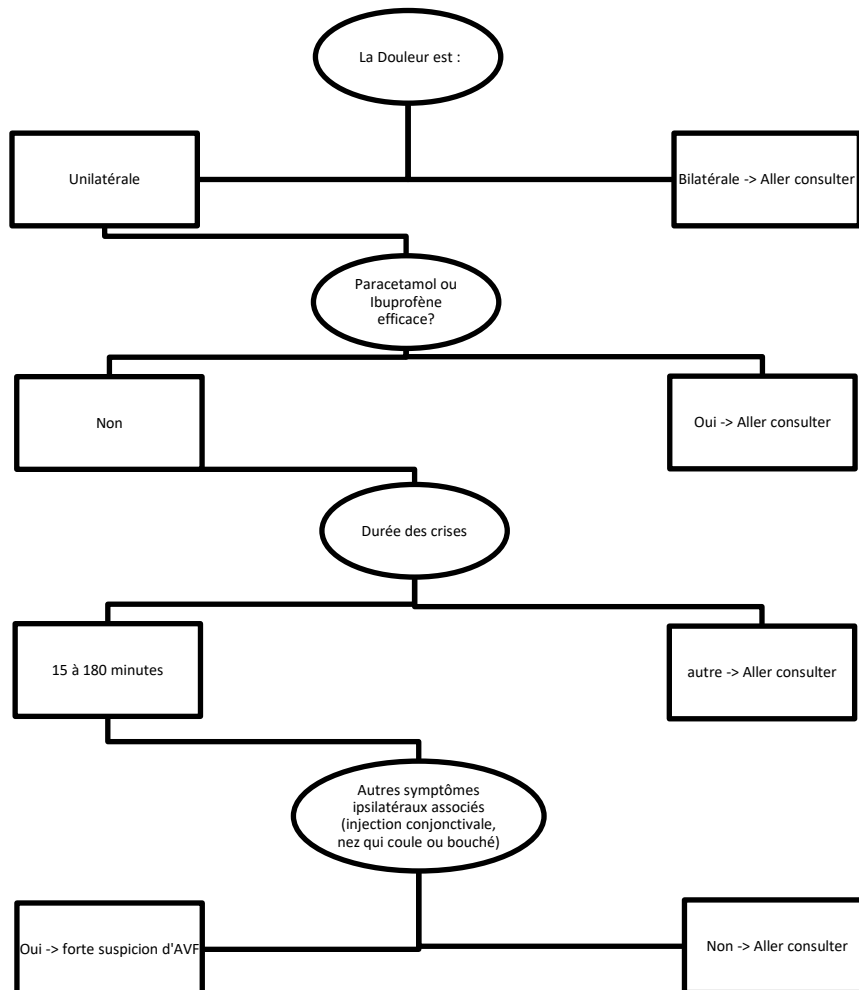 La Douleur est :
Unilatérale
Bilatérale -> Aller consulter
Paracetamol ou
Ibuprofène
efficace?
Non
Oui -> Aller consulter
Durée des crises
15 à 180 minutes
autre -> Aller consulter
Autres symptômes
ipsilatéraux associés
(injection conjonctivale,
nez qui coule ou bouché)
Oui -> forte suspicion d'AVF
Non -> Aller consulter